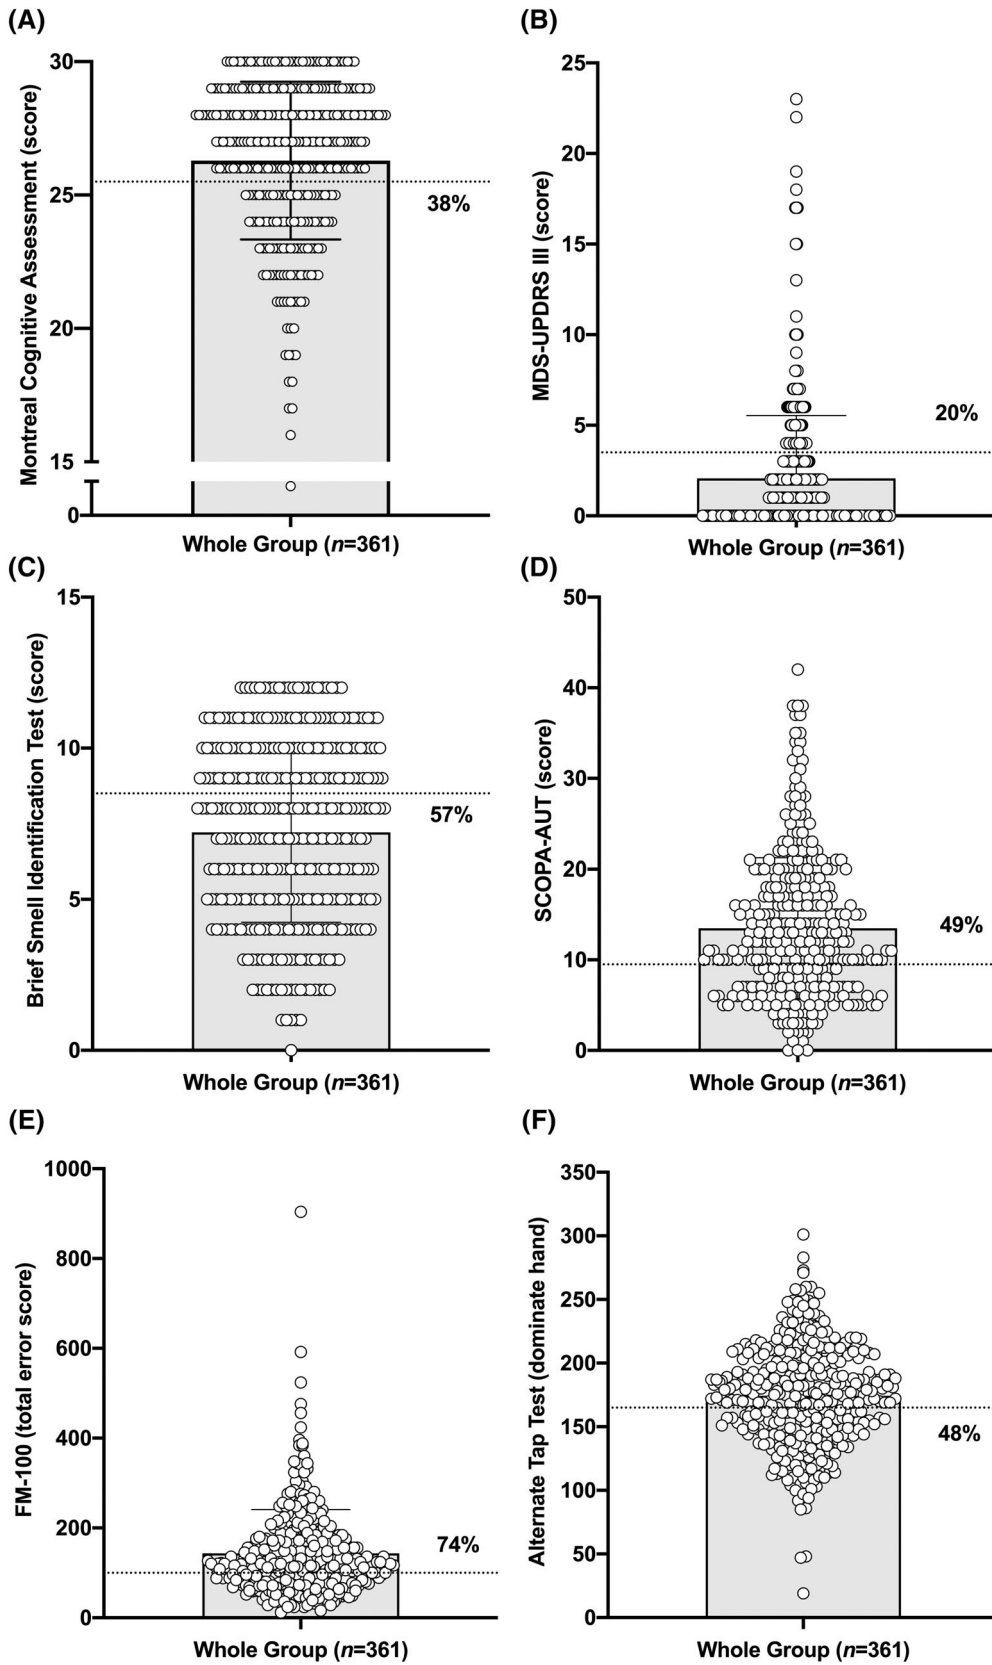 (A)
Montreal Cognitive Assessment (score)
30
25
20
15
0
38%
Whole Group (n=361)
(B)
MDS-UPDRS III (score)
25
20
15
10
5
0
20%
Whole Group (n=361)
(C)
Brief Smell Identification Test (score)
15
10
5
0
57%
Whole Group (n=361)
(D)
SCOPA-AUT (score)
50
40
30
20
10
0
49%
Whole Group (n=361)
(E)
FM-100 (total error score)
1000
800
600
400
200
0
74%
Whole Group (n=361)
(F)
Alternate Tap Test (dominate hand)
350
300
250
200
150
100
50
0
48%
Whole Group (n=361)